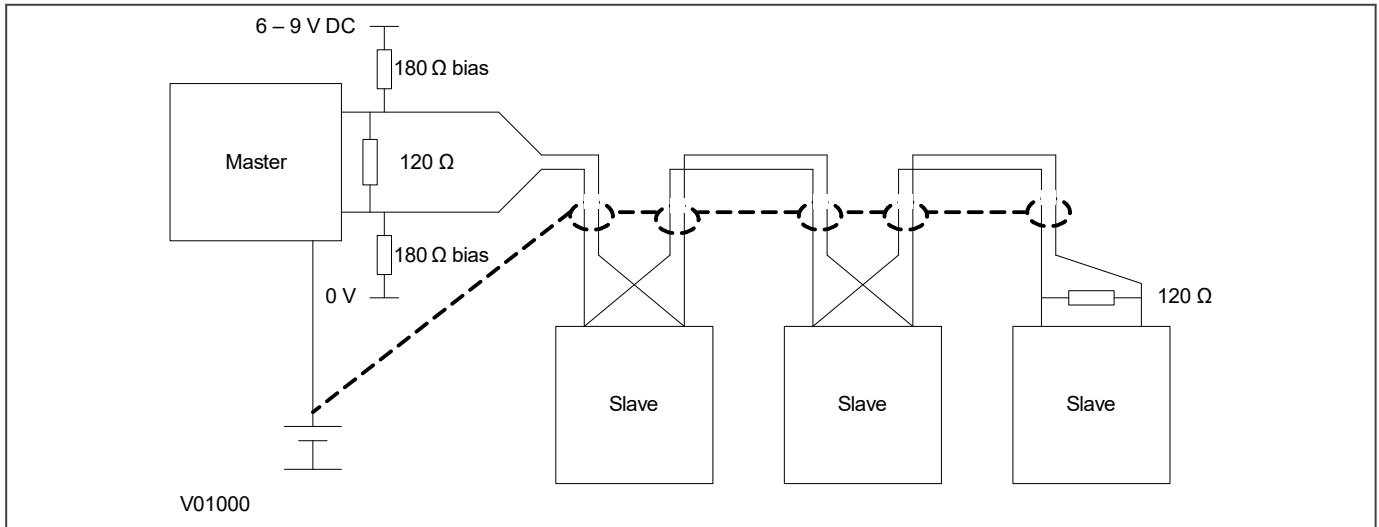 6 – 9 V DC
180 Ω bias
Master
120 Ω
180 Ω bias
0 V
120 Ω
Slave
Slave
Slave
V01000